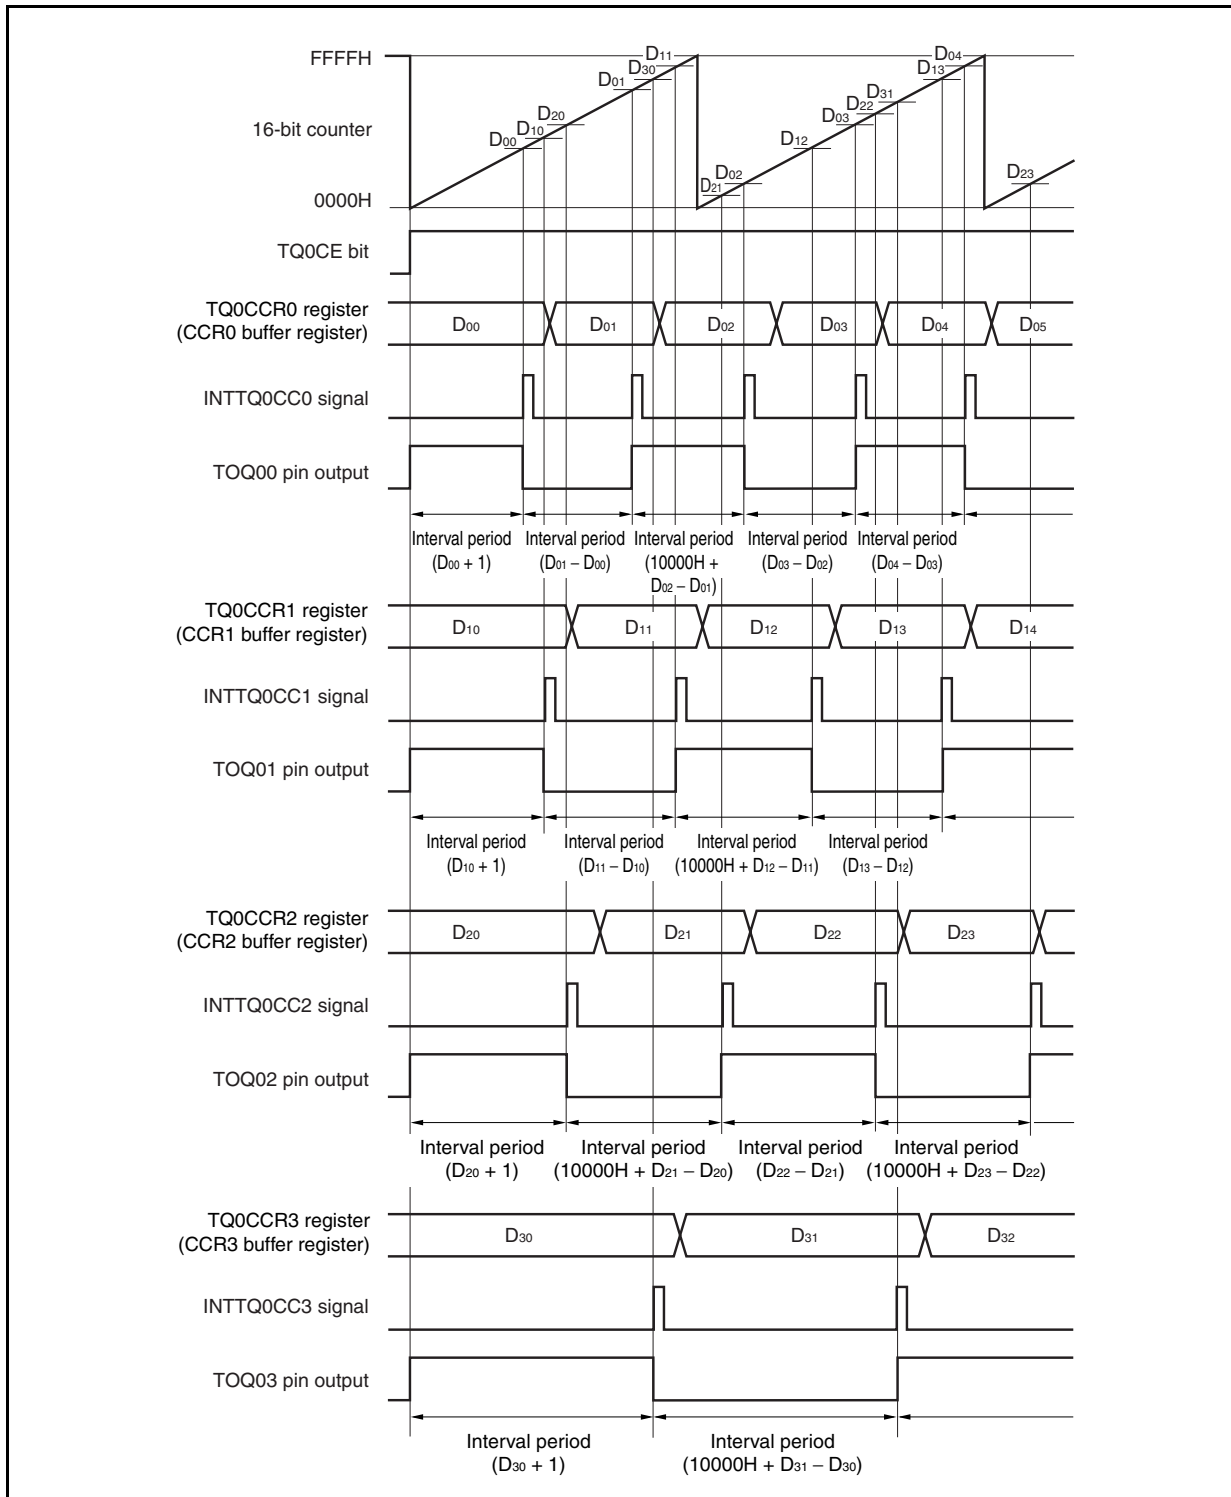 FFFFH
16-bit counter
0000H
D00
D10
D20
D01
D30
D11
D21
D02
D12
D03
D22
D31
D13
D04
D23
TQ0CE bit
TQ0CCR0 register
(CCR0 buffer register)
D00 D01 D02 D03 D04 D05
INTTQ0CC0 signal
TOQ00 pin output
Interval period
(D00 + 1)
Interval period
(D01 – D00)
Interval period
(10000H +
D02 – D01)
Interval period
(D03 – D02)
Interval period
(D04 – D03)
TQ0CCR1 register
(CCR1 buffer register)
D10 D11 D12 D13 D14
INTTQ0CC1 signal
TOQ01 pin output
Interval period
(D10 + 1)
Interval period
(D11 – D10)
Interval period
(10000H + D12 – D11)
Interval period
(D13 – D12)
TQ0CCR2 register
(CCR2 buffer register)
D20 D21 D22 D23
INTTQ0CC2 signal
TOQ02 pin output
Interval period
(D20 + 1)
Interval period
(10000H + D21 – D20)
Interval period
(D22 – D21)
Interval period
(10000H + D23 – D22)
TQ0CCR3 register
(CCR3 buffer register)
D30 D31 D32
INTTQ0CC3 signal
TOQ03 pin output
Interval period
(D30 + 1)
Interval period
(10000H + D31 – D30)